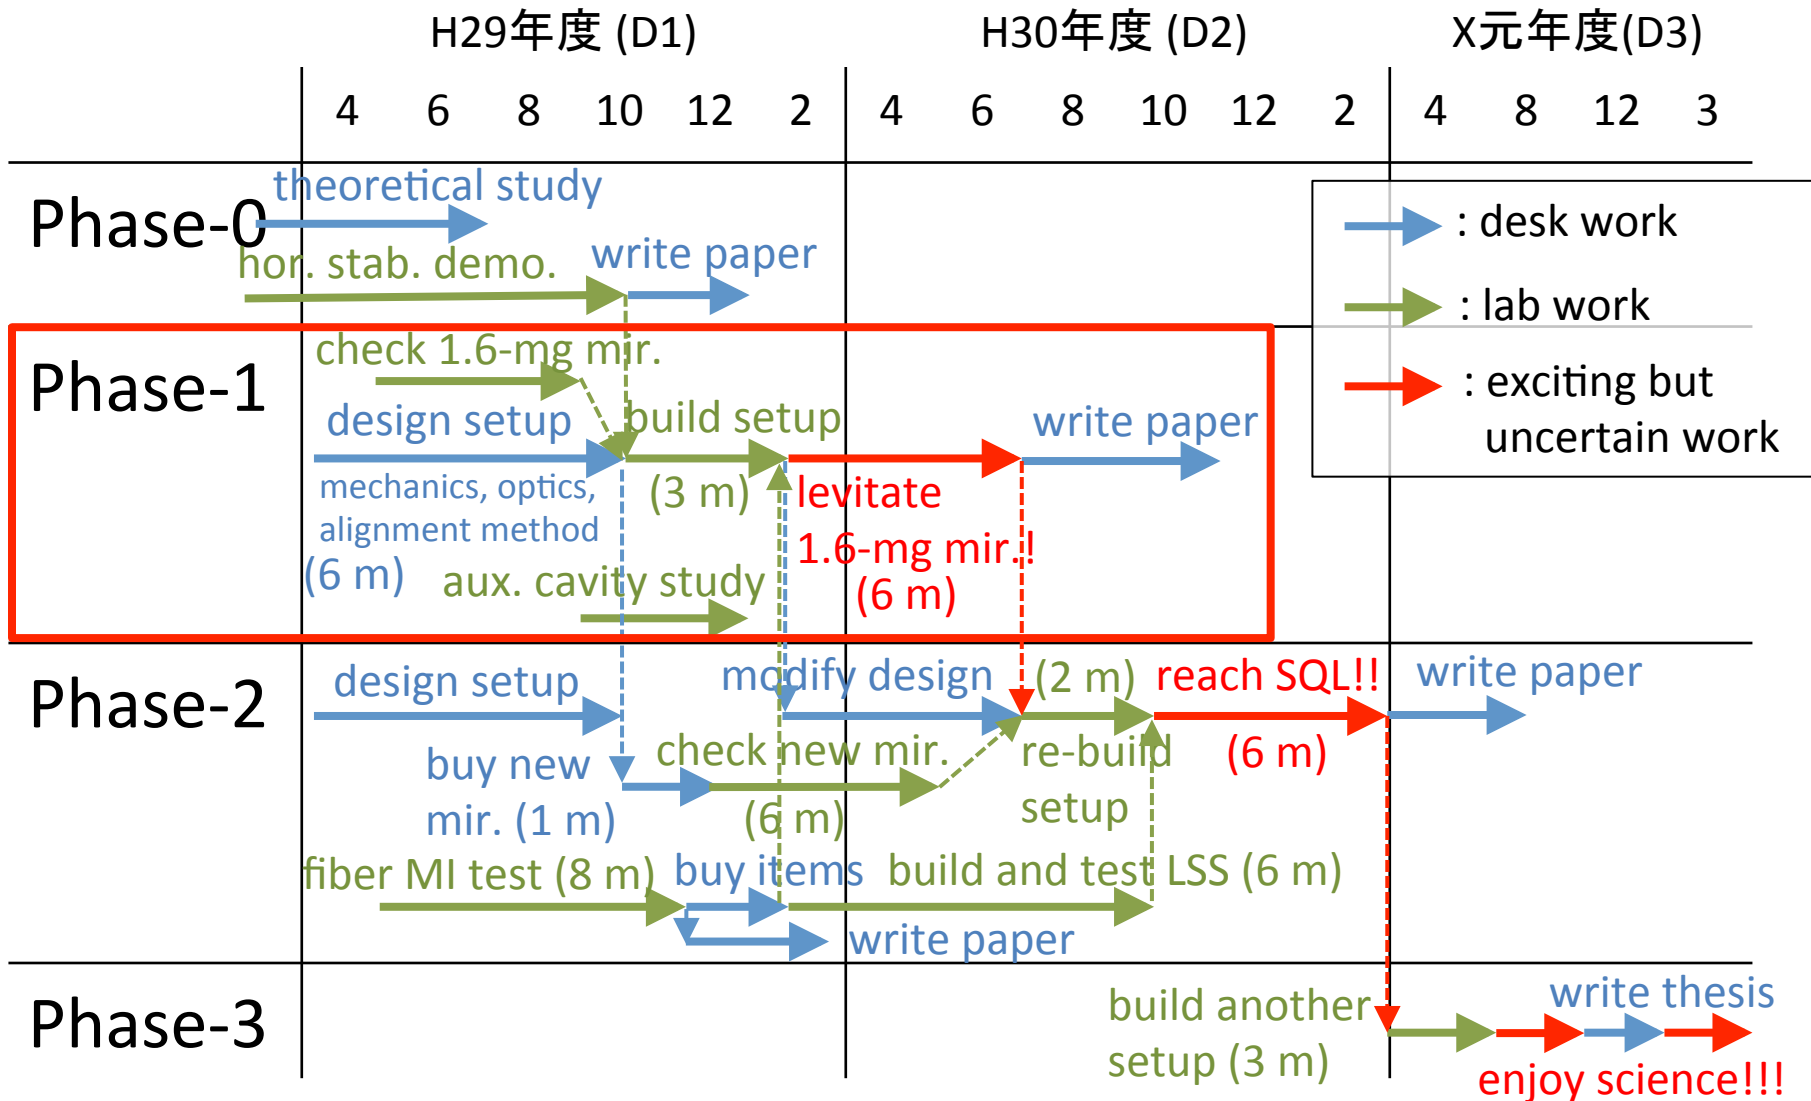 H29年度 (D1) H30年度 (D2) X元年度(D3)
4 6 8 10 12 2 4 6 8 10 12 2 4 8 12 3
Phase-0
theoretical study
hor. stab. demo.
write paper
: desk work
: lab work
: exciting but
uncertain work
Phase-1
check 1.6-mg mir.
design setup
mechanics, optics,
alignment method
(6 m)
build setup
(3 m)
aux. cavity study
levitate
1.6-mg mir.!
(6 m)
write paper
Phase-2
design setup
buy new
mir. (1 m)
check new mir.
(6 m)
modify design
(2 m)
re-build
setup
reach SQL!!
(6 m)
write paper
fiber MI test (8 m)
buy items
build and test LSS (6 m)
write paper
Phase-3
build another
setup (3 m)
write thesis
enjoy science!!!